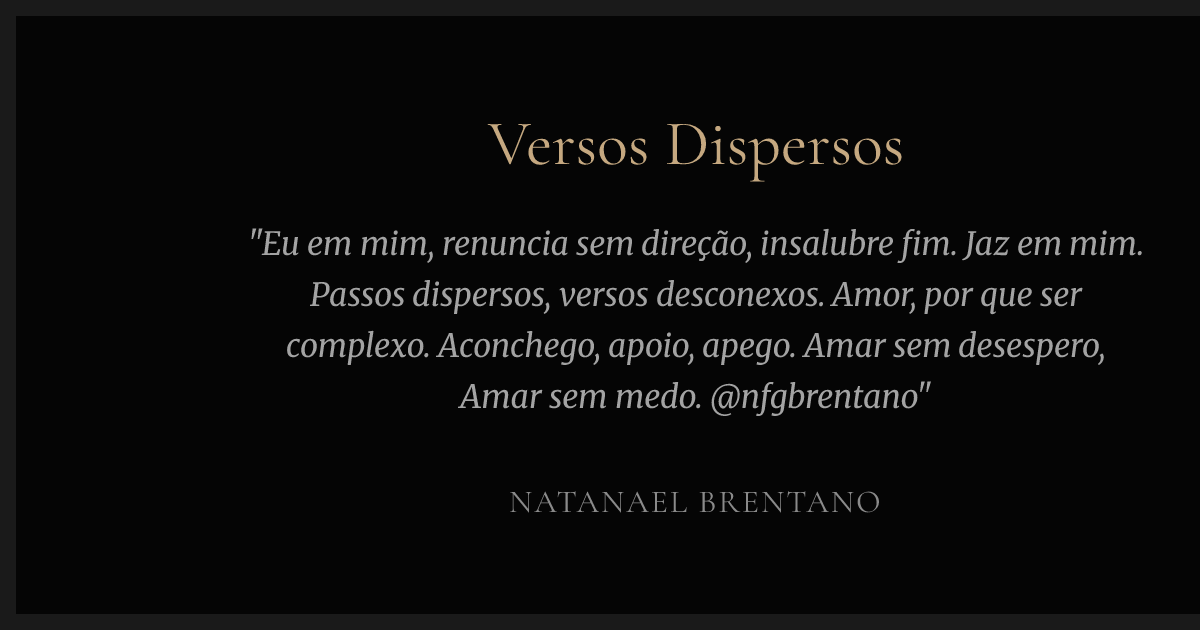 Versos Dispersos
"Eu em mim, renuncia sem direção, insalubre fim. Jaz em mim.
Passos dispersos, versos desconexos. Amor, por que ser
complexo. Aconchego, apoio, apego. Amar sem desespero,
Amar sem medo. @nfgbrentano"
NATANAEL BRENTANO